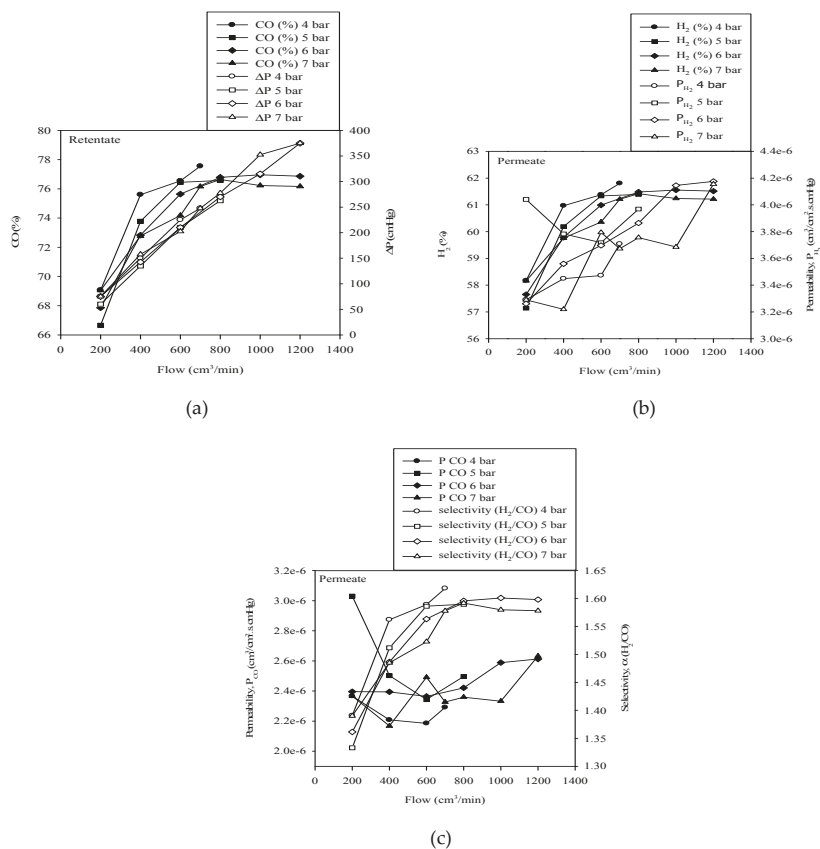 CO (%) 4 bar
CO (%) 5 bar
CO (%) 6 bar
CO (%) 7 bar
ΔP 4 bar
ΔP 5 bar
ΔP 6 bar
ΔP 7 bar
Retentate
CO (%)
80
78
76
74
72
70
68
66
400
350
300
250
200
150
100
50
0
ΔP (cmHg)
0 200 400 600 800 1000 1200 1400
Flow (cm³/min)
(a)
H₂ (%) 4 bar
H₂ (%) 5 bar
H₂ (%) 6 bar
H₂ (%) 7 bar
P_H₂ 4 bar
P_H₂ 5 bar
P_H₂ 6 bar
P_H₂ 7 bar
Permeate
H₂ (%)
63
62
61
60
59
58
57
56
4.4e-6
4.2e-6
4.0e-6
3.8e-6
3.6e-6
3.4e-6
3.2e-6
3.0e-6
Permeability, P_H₂ (cm³/cm².s.cmHg)
0 200 400 600 800 1000 1200 1400
Flow (cm³/min)
(b)
P CO 4 bar
P CO 5 bar
P CO 6 bar
P CO 7 bar
selectivity (H₂/CO) 4 bar
selectivity (H₂/CO) 5 bar
selectivity (H₂/CO) 6 bar
selectivity (H₂/CO) 7 bar
Permeate
Permeability, P_CO (cm³/cm².s.cmHg)
3.2e-6
3.0e-6
2.8e-6
2.6e-6
2.4e-6
2.2e-6
2.0e-6
1.65
1.60
1.55
1.50
1.45
1.40
1.35
1.30
Selectivity, α (H₂/CO)
0 200 400 600 800 1000 1200 1400
Flow (cm³/min)
(c)